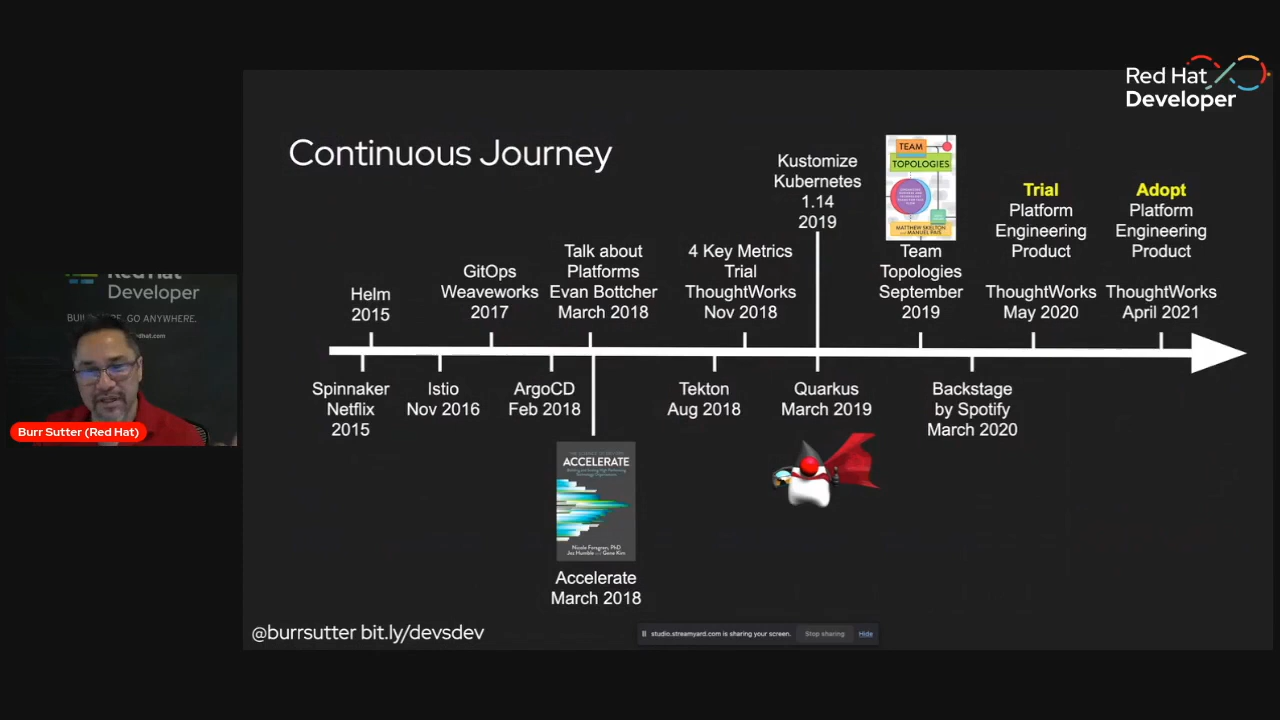 Red Hat
Developer
Continuous Journey
Kustomize
Kubernetes
1.14
2019
TEAM
TOPOLOGIES
MATTHEW SKELTON
and MANUEL PAIS
Team
Topologies
September
2019
Trial
Platform
Engineering
Product
ThoughtWorks
May 2020
Adopt
Platform
Engineering
Product
ThoughtWorks
April 2021
Helm
2015
GitOps
Weaveworks
2017
Talk about
Platforms
Evan Bottcher
March 2018
4 Key Metrics
Trial
ThoughtWorks
Nov 2018
Spinnaker
Netflix
2015
Istio
Nov 2016
ArgoCD
Feb 2018
Tekton
Aug 2018
Quarkus
March 2019
Backstage
by Spotify
March 2020
ACCELERATE
Nicole Forsgren, PhD
Jez Humble and Gene Kim
Accelerate
March 2018
Red Hat
Developer
GO ANYWHERE.
Burr Sutter (Red Hat)
@burrsutter bit.ly/devsdev
studio.streamyard.com is sharing your screen.
Stop sharing
Hide